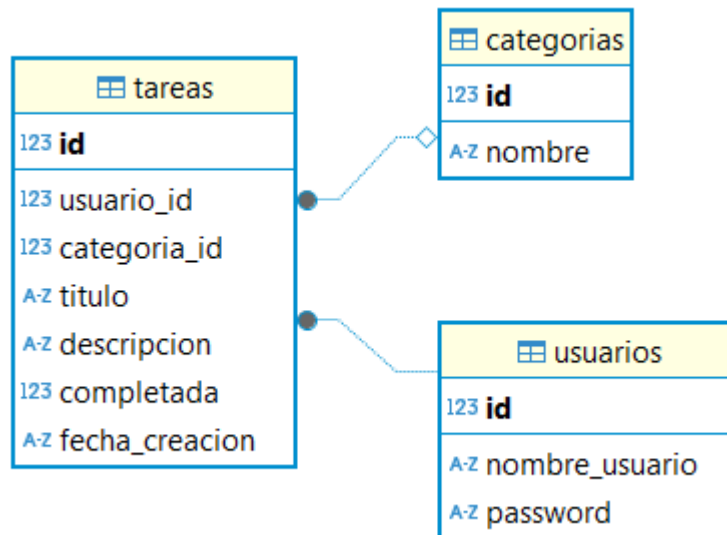 tareas
123 id
123 usuario_id
123 categoria_id
A-Z titulo
A-Z descripcion
123 completada
A-Z fecha_creacion
categorias
123 id
A-Z nombre
usuarios
123 id
A-Z nombre_usuario
A-Z password